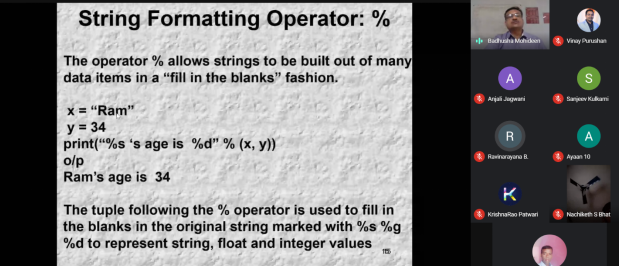 String Formatting Operator: %
The operator % allows strings to be built out of many
data items in a “fill in the blanks” fashion.
x = “Ram”
y = 34
print(“%s ‘s age is %d” % (x, y))
o/p
Ram’s age is 34
The tuple following the % operator is used to fill in
the blanks in the original string marked with %s %g
%d to represent string, float and integer values
Badhusha Mohideen
Vinay Purushan
A
S
Anjali Jagwani
Sanjeev Kulkarni
R
A
Ravinarayana B.
Ayaan 10
K
KrishnaRao Patwari
Nachiketh S Bhat